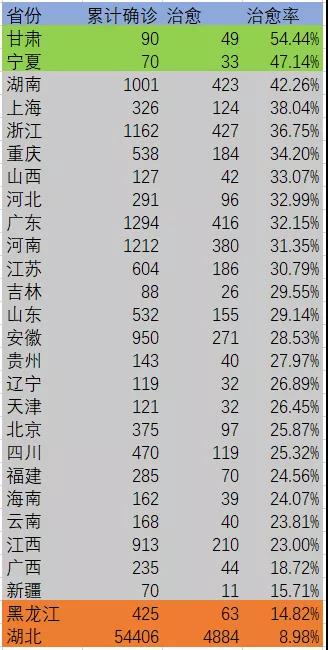 省份 累计确诊 治愈 治愈率
甘肃 90 49 54.44%
宁夏 70 33 47.14%
湖南 1001 423 42.26%
上海 326 124 38.04%
浙江 1162 427 36.75%
重庆 538 184 34.20%
山西 127 42 33.07%
河北 291 96 32.99%
广东 1294 416 32.15%
河南 1212 380 31.35%
江苏 604 186 30.79%
吉林 88 26 29.55%
山东 532 155 29.14%
安徽 950 271 28.53%
贵州 143 40 27.97%
辽宁 119 32 26.89%
天津 121 32 26.45%
北京 375 97 25.87%
四川 470 119 25.32%
福建 285 70 24.56%
海南 162 39 24.07%
云南 168 40 23.81%
江西 913 210 23.00%
广西 235 44 18.72%
新疆 70 11 15.71%
黑龙江 425 63 14.82%
湖北 54406 4884 8.98%